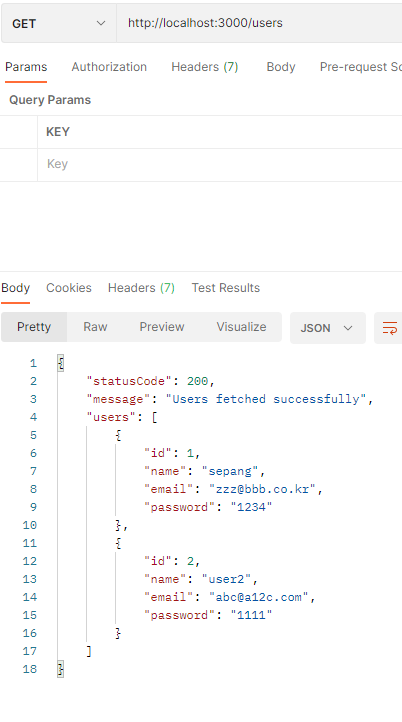 GET http://localhost:3000/users
Params Authorization Headers (7) Body Pre-request Sc
Query Params
KEY
Key
Body Cookies Headers (7) Test Results
Pretty Raw Preview Visualize JSON
1 {
2 "statusCode": 200,
3 "message": "Users fetched successfully",
4 "users": [
5 {
6 "id": 1,
7 "name": "sepang",
8 "email": "zzz@bbb.co.kr",
9 "password": "1234"
10 },
11 {
12 "id": 2,
13 "name": "user2",
14 "email": "abc@a12c.com",
15 "password": "1111"
16 }
17 ]
18 }